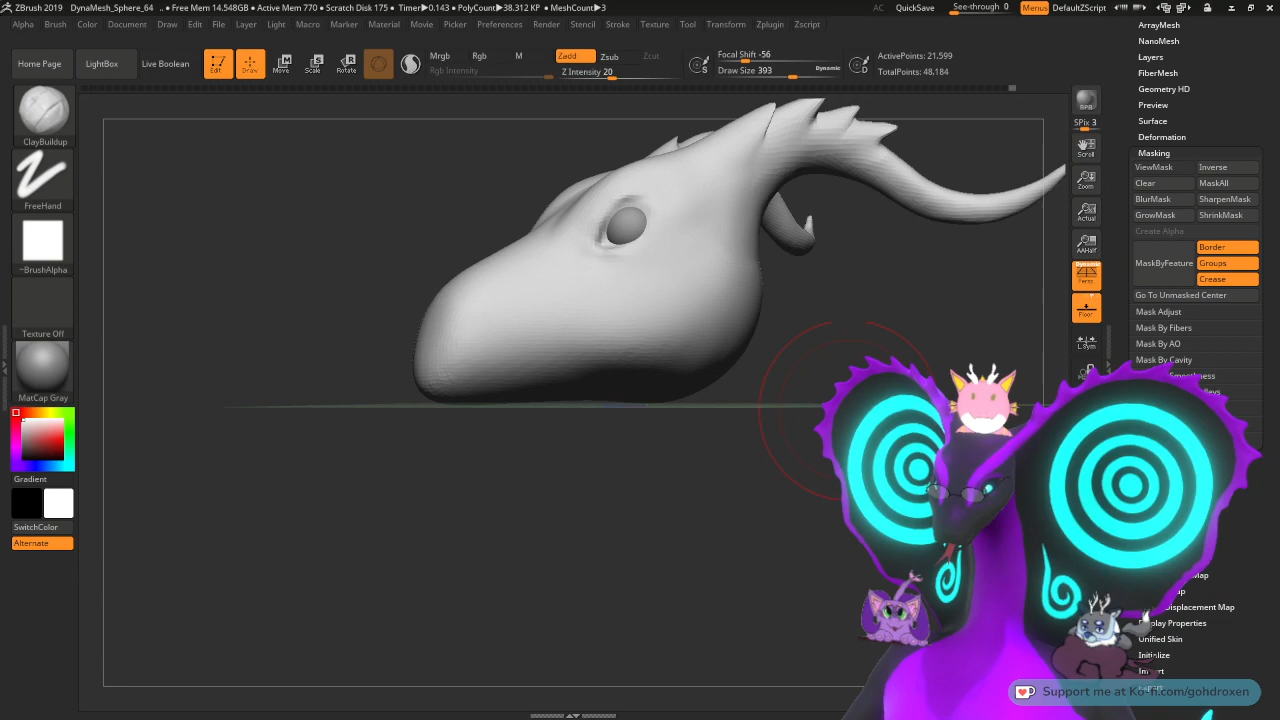 ZBrush 2019 DynaMesh_Sphere_64 .. • Free Mem 14.548GB • Active Mem 770 • Scratch Disk 175 • Timer▶0.143 • PolyCount▶38.312 KP • MeshCount▶3 AC QuickSave See-through 0 Menus DefaultZScript
Alpha Brush Color Document Draw Edit File Layer Light Macro Marker Material Movie Picker Preferences Render Stencil Stroke Texture Tool Transform Zplugin Zscript
Home Page LightBox Live Boolean Edit Draw Move Scale Rotate
Mrgb Rgb M Zadd Zsub Zcut
Rgb Intensity Z Intensity 20
Focal Shift -56
Draw Size 393 Dynamic
S
D
ActivePoints: 21,599
TotalPoints: 48,184
ClayBuildup
FreeHand
~BrushAlpha
Texture Off
MatCap Gray
Gradient
SwitchColor
Alternate
BPR
SPix 3
Scroll
Zoom
Actual
AAHalf
Dynamic
Persp
Floor
L.Sym
ArrayMesh
NanoMesh
Layers
FiberMesh
Geometry HD
Preview
Surface
Deformation
Masking
ViewMask Inverse
Clear MaskAll
BlurMask SharpenMask
GrowMask ShrinkMask
Create Alpha
MaskByFeature Border
Groups
Crease
Go To Unmasked Center
Mask Adjust
Mask By Fibers
Mask By AO
Mask By Cavity
Displacement Map
Display Properties
Unified Skin
Initialize
Import
Support me at Ko-fi.com/gohdroxen